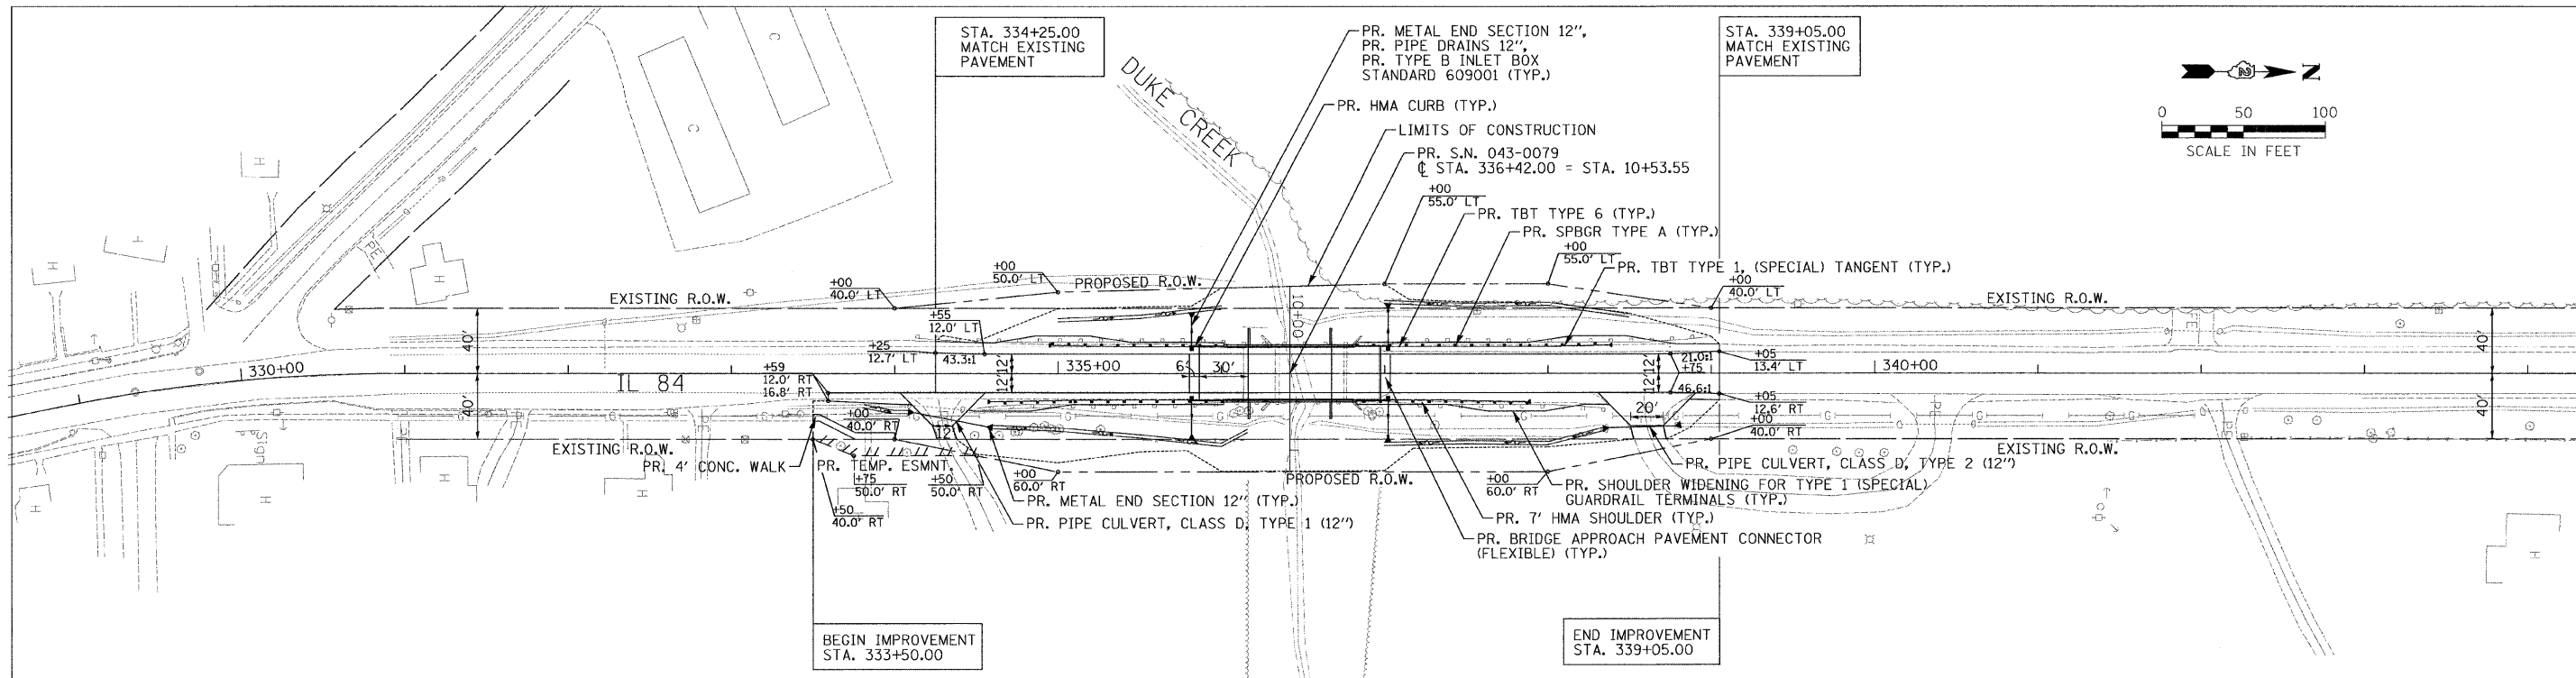 STA. 334+25.00
MATCH EXISTING
PAVEMENT
PR. METAL END SECTION 12",
PR. PIPE DRAINS 12",
PR. TYPE B INLET BOX
STANDARD 609001 (TYP.)
STA. 339+05.00
MATCH EXISTING
PAVEMENT
N
0 50 100
SCALE IN FEET
DUKE CREEK
PR. HMA CURB (TYP.)
LIMITS OF CONSTRUCTION
PR. S.N. 043-0079
℄ STA. 336+42.00 = STA. 10+53.55
+00
55.0' LT
PR. TBT TYPE 6 (TYP.)
PR. SPBGR TYPE A (TYP.)
+00
55.0' LT
PR. TBT TYPE 1, (SPECIAL) TANGENT (TYP.)
C
C
H
H
H
H
PE
EXISTING R.O.W.
+00
40.0' LT
+00
50.0' LT
PROPOSED R.O.W.
10+00
+00
40.0' LT
EXISTING R.O.W.
FE
40'
40'
+55
12.0' LT
+25
12.7' LT
43.3:1
12'
12'
6'
30'
12'
12'
21.0:1
+75
46.6:1
+05
13.4' LT
330+00
IL 84
335+00
340+00
40'
40'
+59
12.0' RT
16.8' RT
+00
40.0' RT
12'
20'
+05
12.6' RT
+00
40.0' RT
G
G
G
G
EXISTING R.O.W.
EXISTING R.O.W.
PR. 4' CONC. WALK
PR. TEMP. ESMNT.
+75
50.0' RT
+50
50.0' RT
+50
40.0' RT
+00
60.0' RT
PR. METAL END SECTION 12" (TYP.)
PR. PIPE CULVERT, CLASS D, TYPE 1 (12")
PROPOSED R.O.W.
+00
60.0' RT
PR. PIPE CULVERT, CLASS D, TYPE 2 (12")
PR. SHOULDER WIDENING FOR TYPE 1 (SPECIAL)
GUARDRAIL TERMINALS (TYP.)
PR. 7' HMA SHOULDER (TYP.)
PR. BRIDGE APPROACH PAVEMENT CONNECTOR
(FLEXIBLE) (TYP.)
H
H
H
H
H
BEGIN IMPROVEMENT
STA. 333+50.00
END IMPROVEMENT
STA. 339+05.00